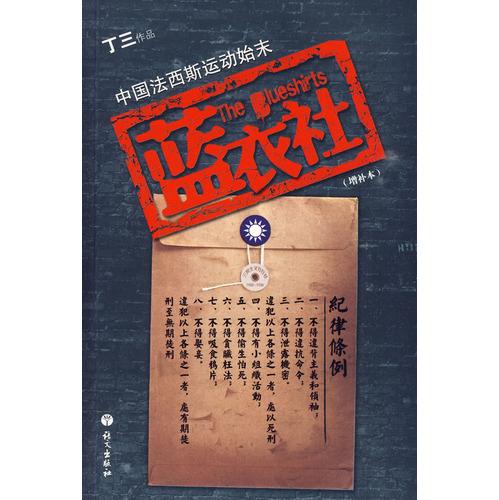 丁三作品
中国法西斯运动始末
The Blueshirts
蓝衣社
（增补本）
紀律條例
一、不得違背主義和領袖；
二、不得違抗命令；
三、不得泄露機密。
違犯以上各條之一者，處以死刑
四、不得有小組織活動；
五、不得偷生怕死；
六、不得貪贓枉法；
七、不得吸食鴉片；
八、不得娶妾。
違犯以上各條之一者，處有期徒
刑至無期徒刑
语文出版社